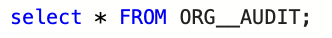 select * FROM ORG__AUDIT;